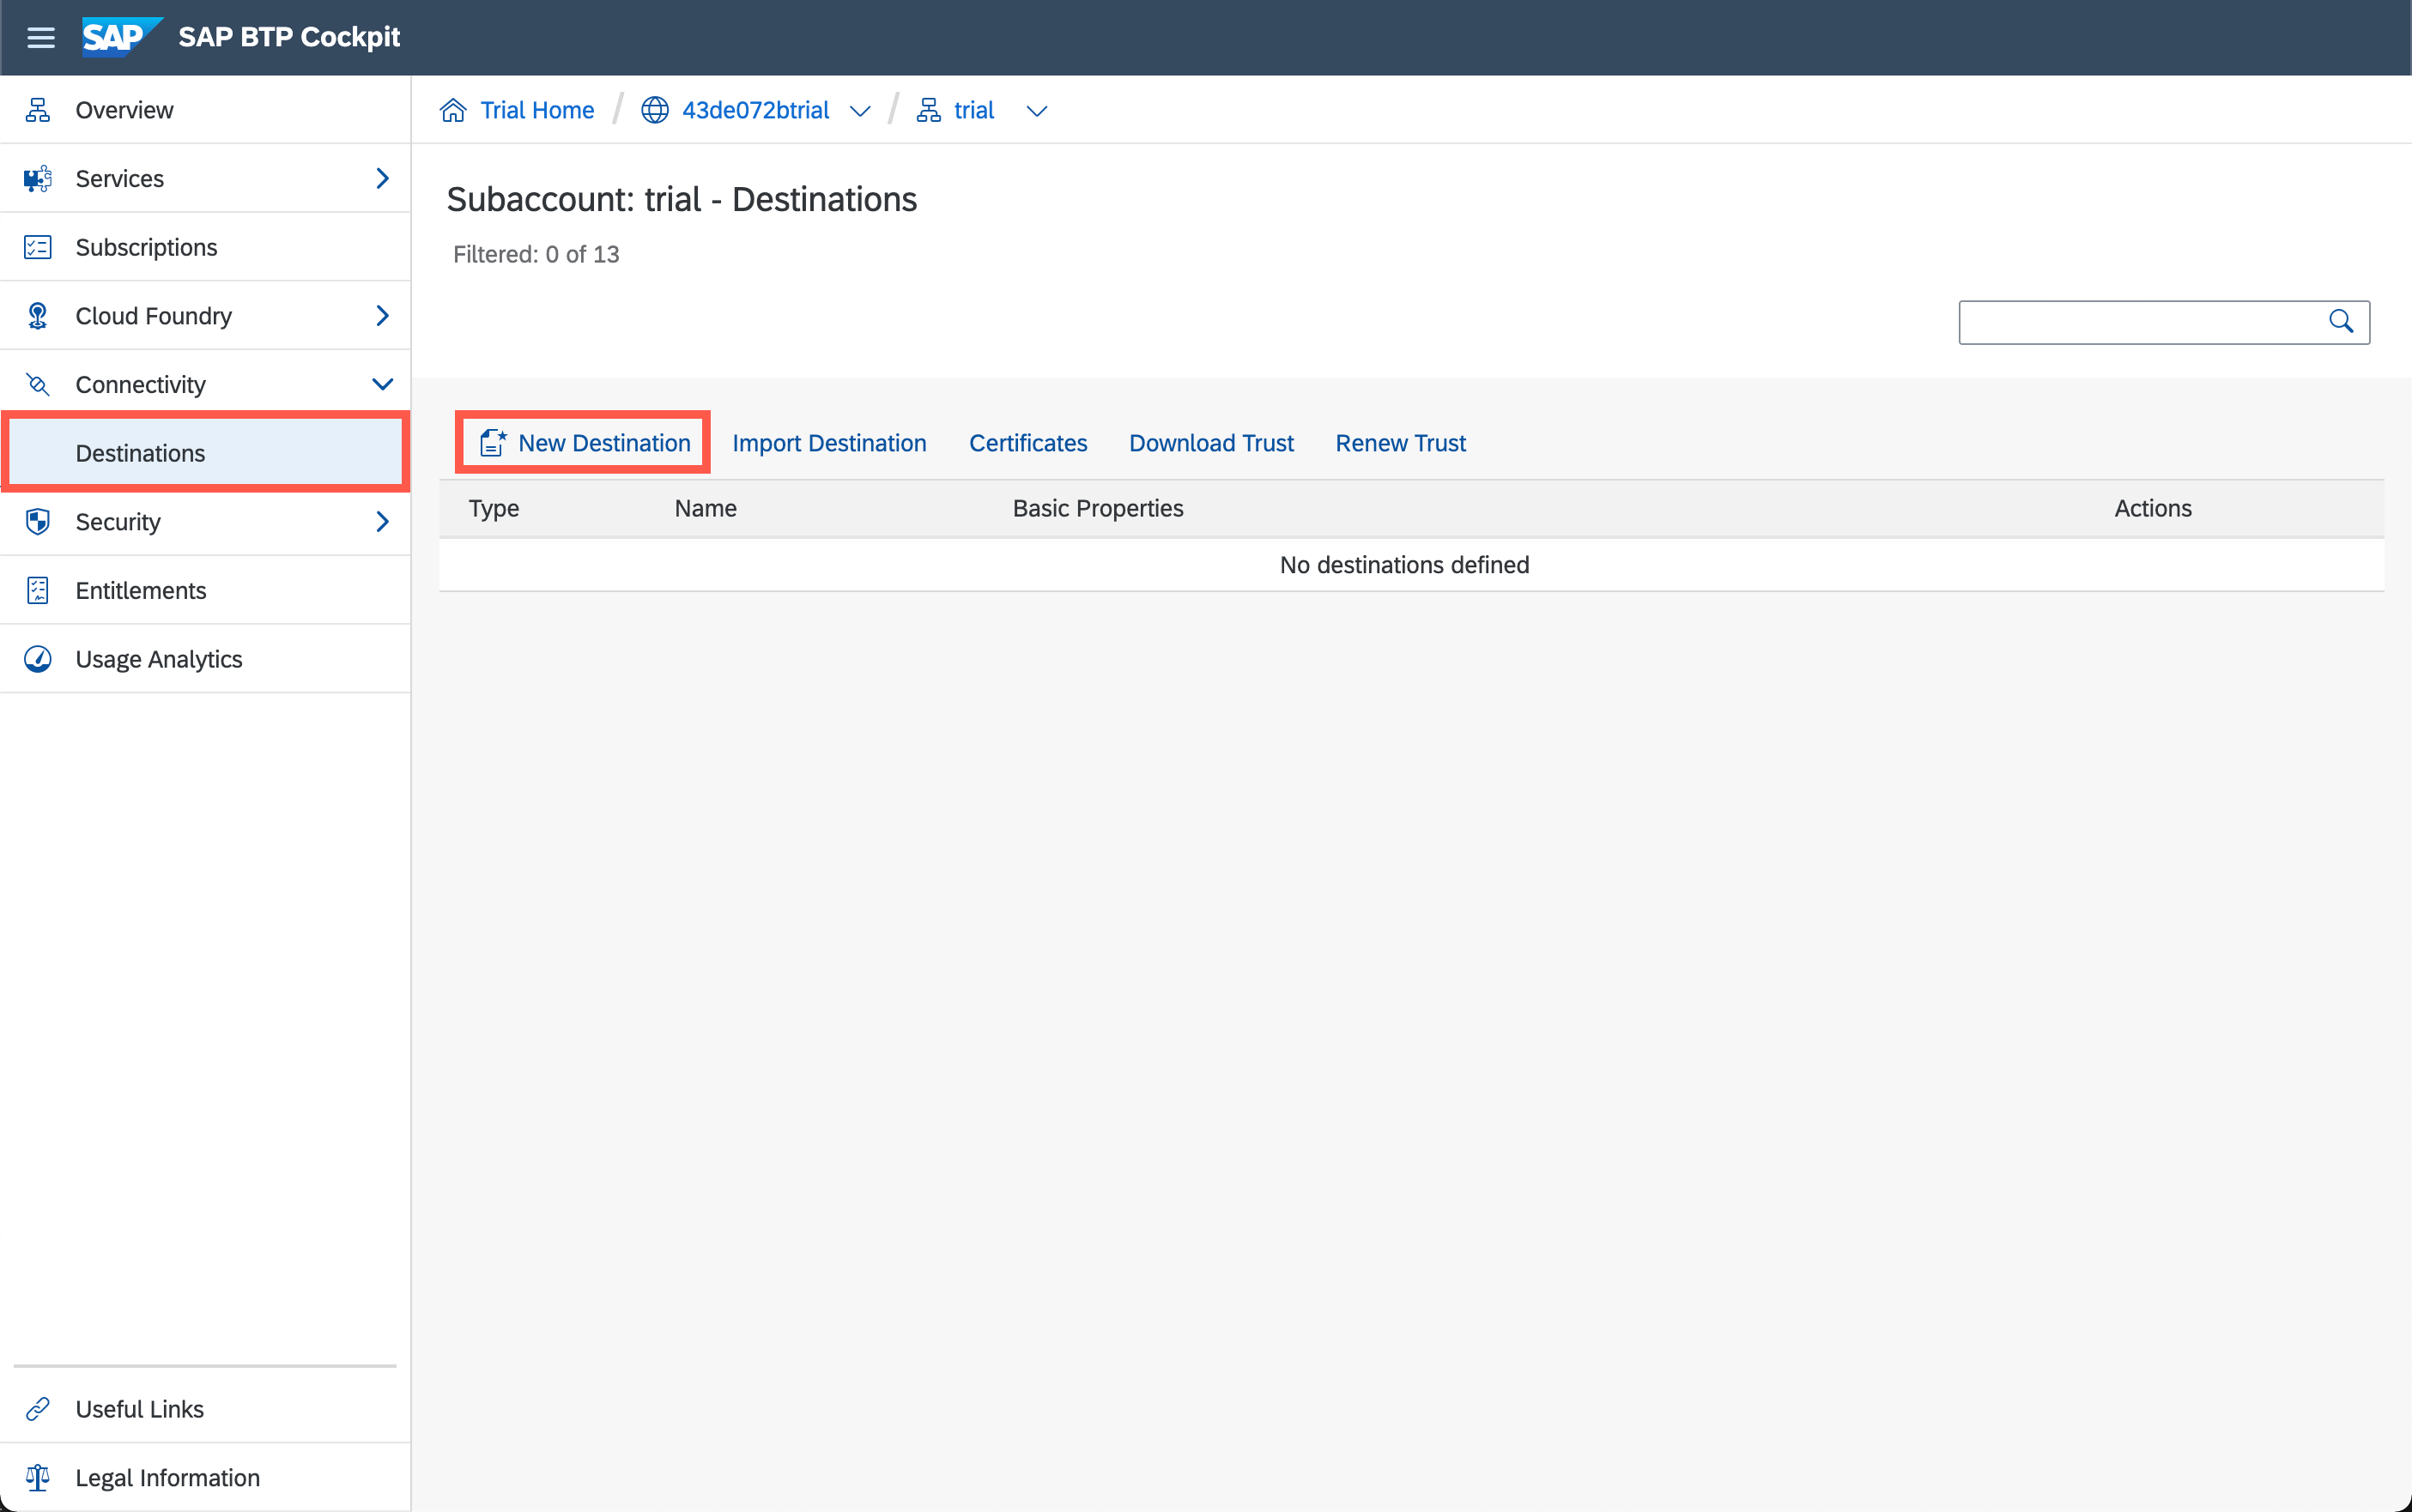 SAP SAP BTP Cockpit
Overview
Services
Subscriptions
Cloud Foundry
Connectivity
Destinations
Security
Entitlements
Usage Analytics
Useful Links
Legal Information
Trial Home / 43de072btrial / trial
Subaccount: trial - Destinations
Filtered: 0 of 13
New Destination Import Destination Certificates Download Trust Renew Trust
Type Name Basic Properties Actions
No destinations defined